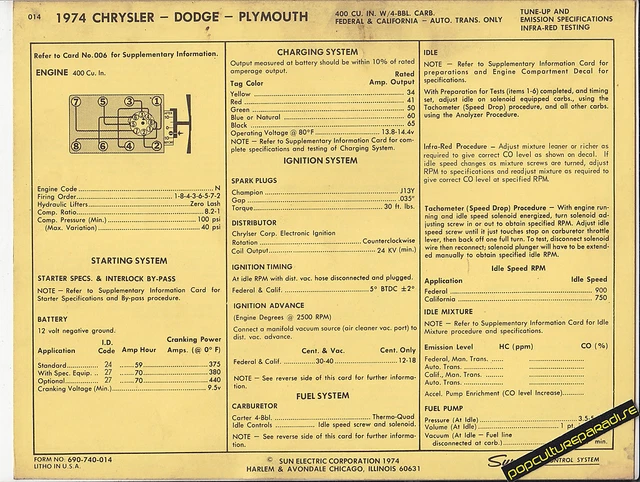 014 1974 CHRYSLER – DODGE – PLYMOUTH
400 CU. IN. W/4-BBL. CARB.
FEDERAL & CALIFORNIA – AUTO. TRANS. ONLY
TUNE-UP AND
EMISSION SPECIFICATIONS
INFRA-RED TESTING
Refer to Card No. 006 for Supplementary Information.
ENGINE 400 Cu. In.
7 5 3 1
8 6 4 2
Engine Code N
Firing Order 1-8-4-3-6-5-7-2
Hydraulic Lifters Zero Lash
Comp. Ratio 8.2-1
Comp. Pressure (Min.) 100 psi
(Max. Variation) 40 psi
STARTING SYSTEM
STARTER SPECS. & INTERLOCK BY-PASS
NOTE – Refer to Supplementary Information Card for
Starter Specifications and By-pass procedure.
BATTERY
12 volt negative ground.
I.D. Cranking Power
Application Code Amp Hour Amps. (@ 0° F)
Standard 24 59 375
With Spec. Equip. 27 70 380
Optional 27 70 440
Cranking Voltage (Min.) 9.5v
CHARGING SYSTEM
Output measured at battery should be within 10% of rated
amperage output.
Rated
Tag Color Amp. Output
Yellow 34
Red 41
Green 50
Blue or Natural 60
Black 65
Operating Voltage @ 80°F 13.8-14.4v
NOTE – Refer to Supplementary Information Card for com-
plete specifications and testing of Charging System.
IGNITION SYSTEM
SPARK PLUGS
Champion J13Y
Gap .035"
Torque 30 ft. lbs.
DISTRIBUTOR
Chrysler Corp. Electronic Ignition
Rotation Counterclockwise
Coil Output 24 KV (min.)
IGNITION TIMING
At idle RPM with dist. vac. hose disconnected and plugged.
Federal & Calif. 5° BTDC ±2°
IGNITION ADVANCE
(Engine Degrees @ 2500 RPM)
Connect a manifold vacuum source (air cleaner vac. port) to
dist. vac. advance.
Cent. & Vac. Cent. Only
Federal & Calif. 30-40 12-18
NOTE – See reverse side of this card for further informa-
tion.
FUEL SYSTEM
CARBURETOR
Carter 4-Bbl. Thermo-Quad
Idle Controls Idle speed screw and solenoid.
NOTE – See reverse side of this card for further informa-
tion.
IDLE
NOTE – Refer to Supplementary Information Card for
preparations and Engine Compartment Decal for
specifications.
With Preparation for Tests (items 1-6) completed, and timing
set, adjust idle on solenoid equipped carbs., using the
Tachometer (Speed Drop) procedure, and all other carbs.
using the Analyzer Procedure.
Infra-Red Procedure – Adjust mixture leaner or richer as
required to give correct CO level as shown on decal. If
idle speed changes as mixture screws are turned, adjust
RPM to specifications and readjust mixture as required to
give correct CO level at specified RPM.
Tachometer (Speed Drop) Procedure – With engine run-
ning and idle speed solenoid energized, turn solenoid ad-
justing screw in or out to obtain specified RPM. Adjust idle
speed screw until it just touches stop on carburetor throttle
lever, then back off one full turn. To test, disconnect solenoid
wire then reconnect; solenoid plunger will have to be extend-
ed manually to obtain specified idle RPM.
Idle Speed RPM
Application Idle Speed
Federal 900
California 750
IDLE MIXTURE
NOTE – Refer to Supplementary Information Card for Idle
Mixture procedure and specifications.
Emission Level HC (ppm) CO (%)
Federal, Man. Trans.
Auto. Trans.
Calif., Man. Trans.
Auto. Trans.
Accel. Pump Enrichment (CO level Increase)
FUEL PUMP
Pressure (At Idle) 3.5-5
Volume (At Idle) 1 pt.
Vacuum (At Idle – Fuel line
disconnected at carb.) min.
FORM NO. 690-740-014
LITHO IN U.S.A.
© SUN ELECTRIC CORPORATION 1974
HARLEM & AVONDALE CHICAGO, ILLINOIS 60631
CONTROL SYSTEM
popcultureparadise